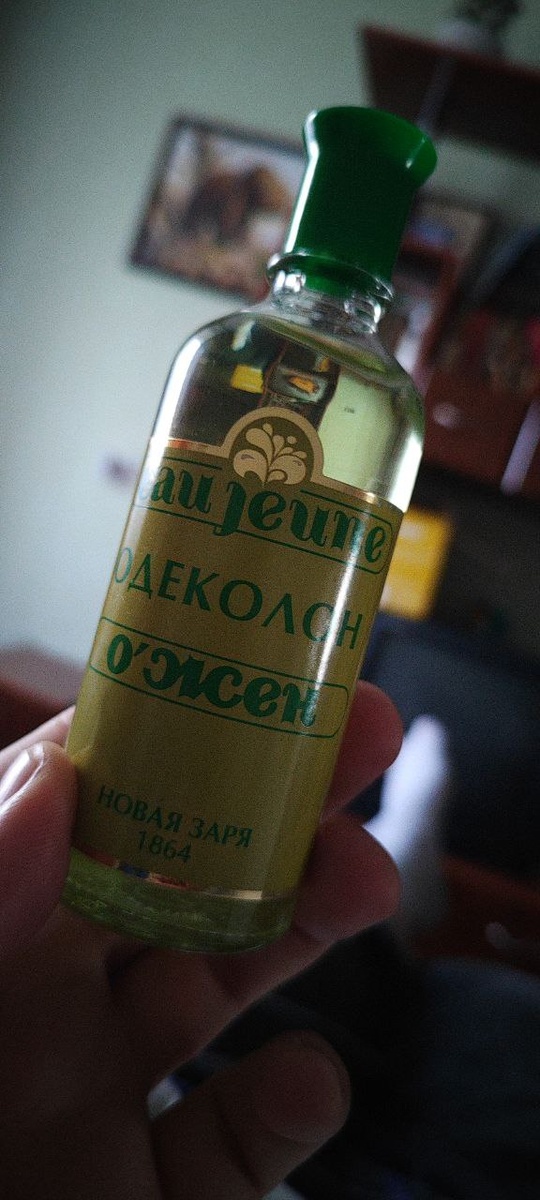 eau jeune
ОДЕКОЛОН
О'Жен
НОВАЯ ЗАРЯ
1864